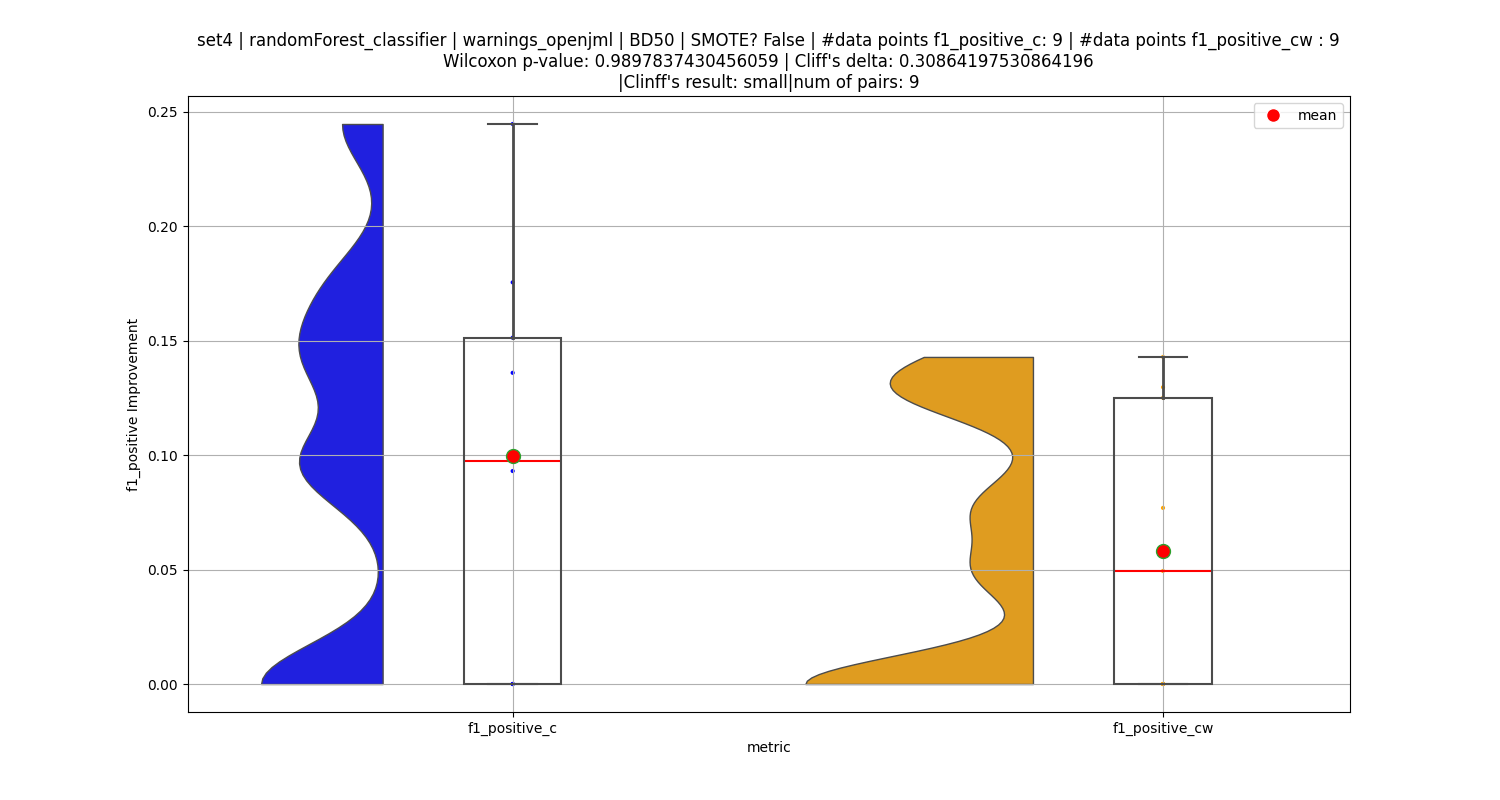 set4 | randomForest_classifier | warnings_openjml | BD50 | SMOTE? False | #data points f1_positive_c: 9 | #data points f1_positive_cw : 9
Wilcoxon p-value: 0.9897837430456059 | Cliff's delta: 0.30864197530864196
|Clinff's result: small|num of pairs: 9
mean
0.25
0.20
0.15
0.10
0.05
0.00
f1_positive Improvement
f1_positive_c
f1_positive_cw
metric